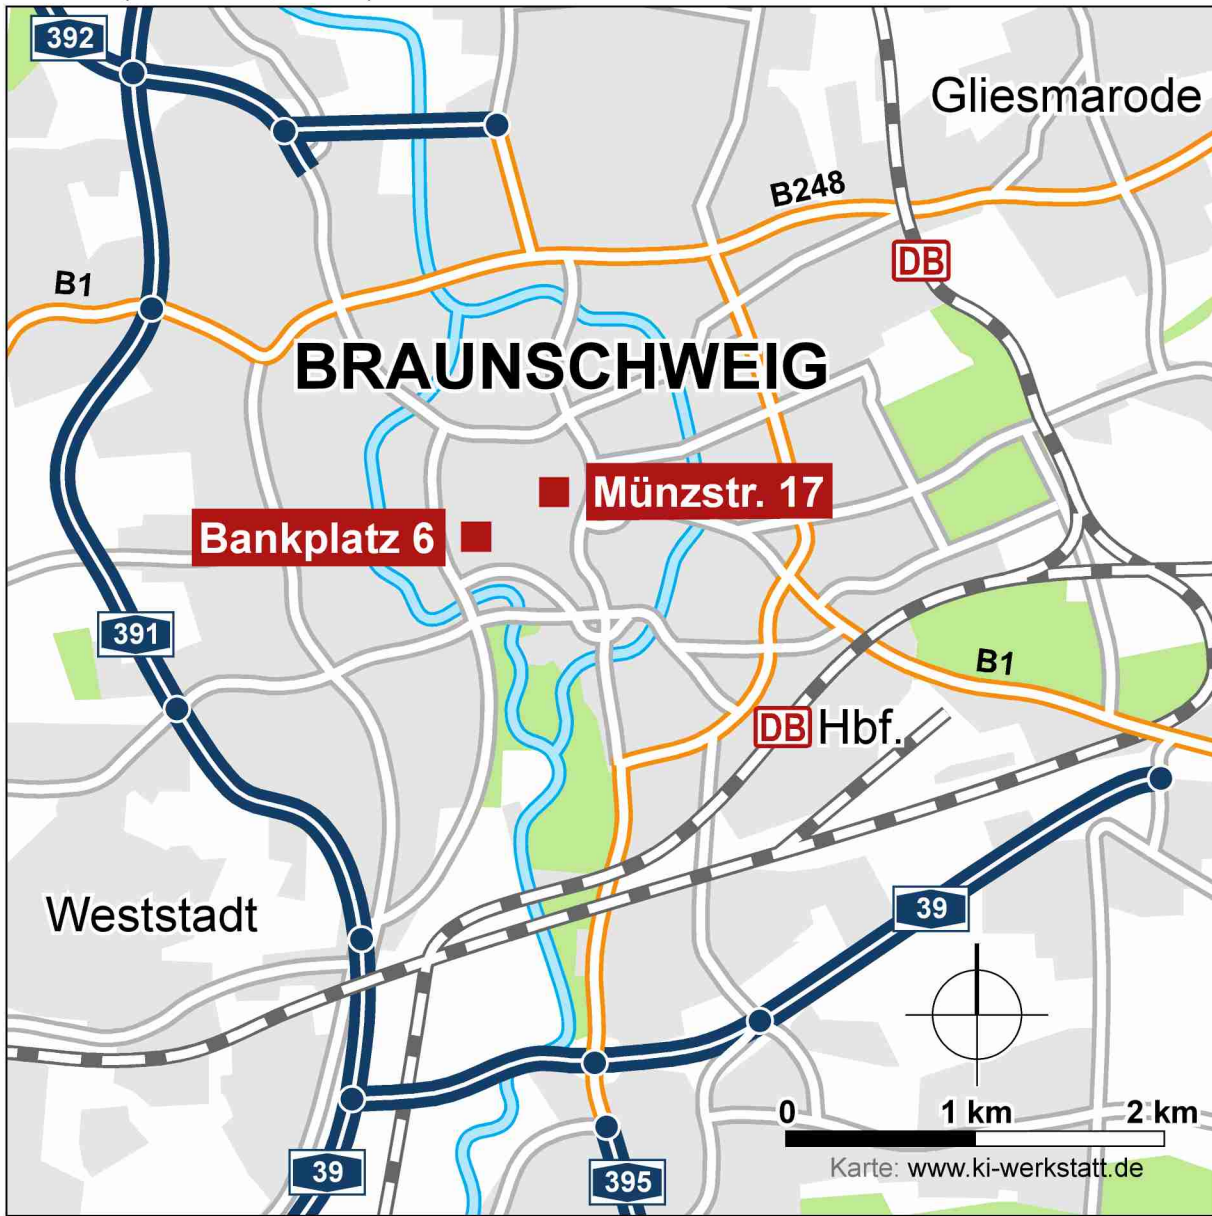 392
Gliesmarode
B248
DB
B1
BRAUNSCHWEIG
Münzstr. 17
Bankplatz 6
391
B1
DB Hbf.
Weststadt
39
0 1 km 2 km
Karte: www.ki-werkstatt.de
39
395